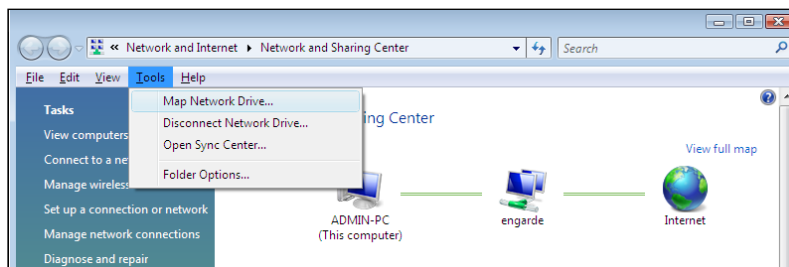 « Network and Internet ▸ Network and Sharing Center
Search
File Edit View Tools Help
Map Network Drive...
Disconnect Network Drive...
Open Sync Center...
Folder Options...
Tasks
View computers
Connect to a ne
Manage wireless
Set up a connection or network
Manage network connections
Diagnose and repair
ing Center
View full map
ADMIN-PC
(This computer)
engarde
Internet